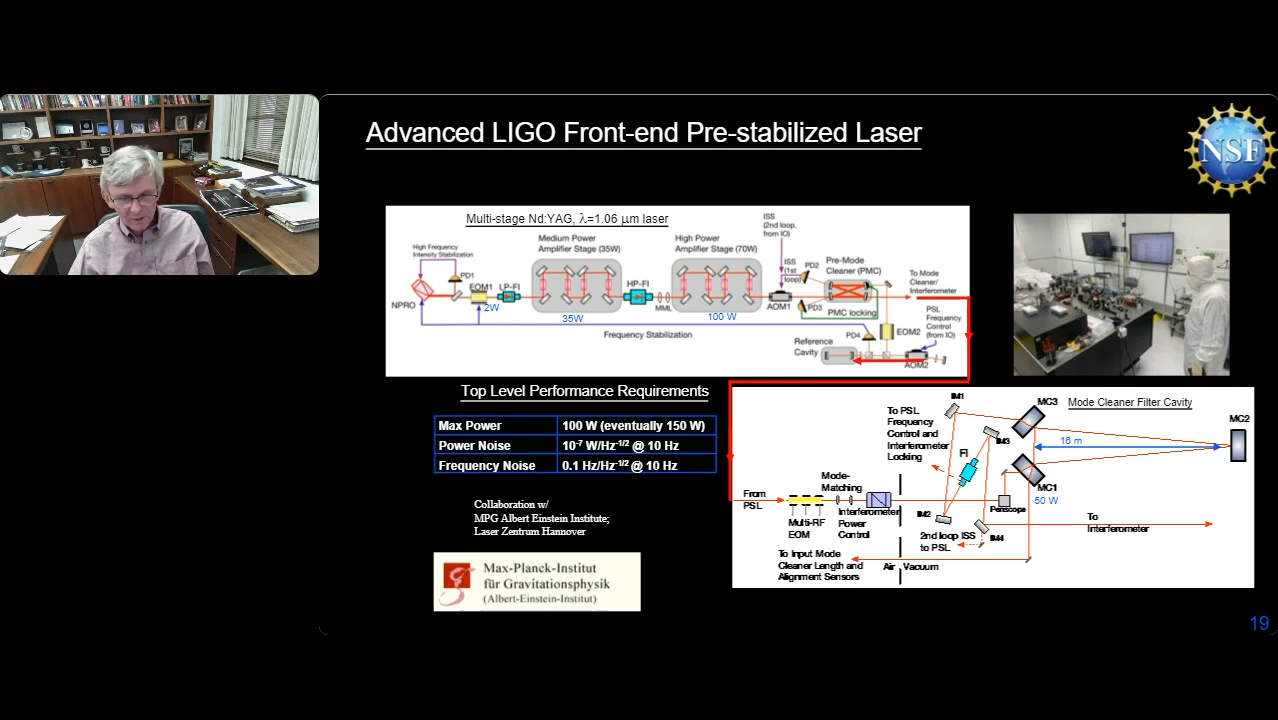 Advanced LIGO Front-end Pre-stabilized Laser
NSF
Multi-stage Nd:YAG, λ=1.06 μm laser
ISS
(2nd loop,
from IO)
High Frequency
Intensity Stabilization
Medium Power
Amplifier Stage (35W)
High Power
Amplifier Stage (70W)
ISS
(1st
loop)
PD2
Pre-Mode
Cleaner (PMC)
To Mode
Cleaner/
Interferometer
PD1
EOM1
LP-FI
HP-FI
NPRO
2W
35W
MML
100 W
AOM1
PD3
PMC locking
PSL
Frequency
Control
(from IO)
Frequency Stabilization
PD4
EOM2
Reference
Cavity
AOM2
Top Level Performance Requirements
Max Power 100 W (eventually 150 W)
Power Noise 10-7 W/Hz-1/2 @ 10 Hz
Frequency Noise 0.1 Hz/Hz-1/2 @ 10 Hz
Collaboration w/
MPG Albert Einstein Institute;
Laser Zentrum Hannover
Max-Planck-Institut
für Gravitationsphysik
(Albert-Einstein-Institut)
IM1
MC3
Mode Cleaner Filter Cavity
To PSL
Frequency
Control and
Interferometer
Locking
IM3
MC2
16 m
FI
Mode-
Matching
MC1
50 W
From
PSL
Periscope
Multi-RF
EOM
Interferometer
Power
Control
IM2
2nd loop ISS
to PSL
IM4
To
Interferometer
To Input Mode
Cleaner Length and
Alignment Sensors
Air Vacuum
19